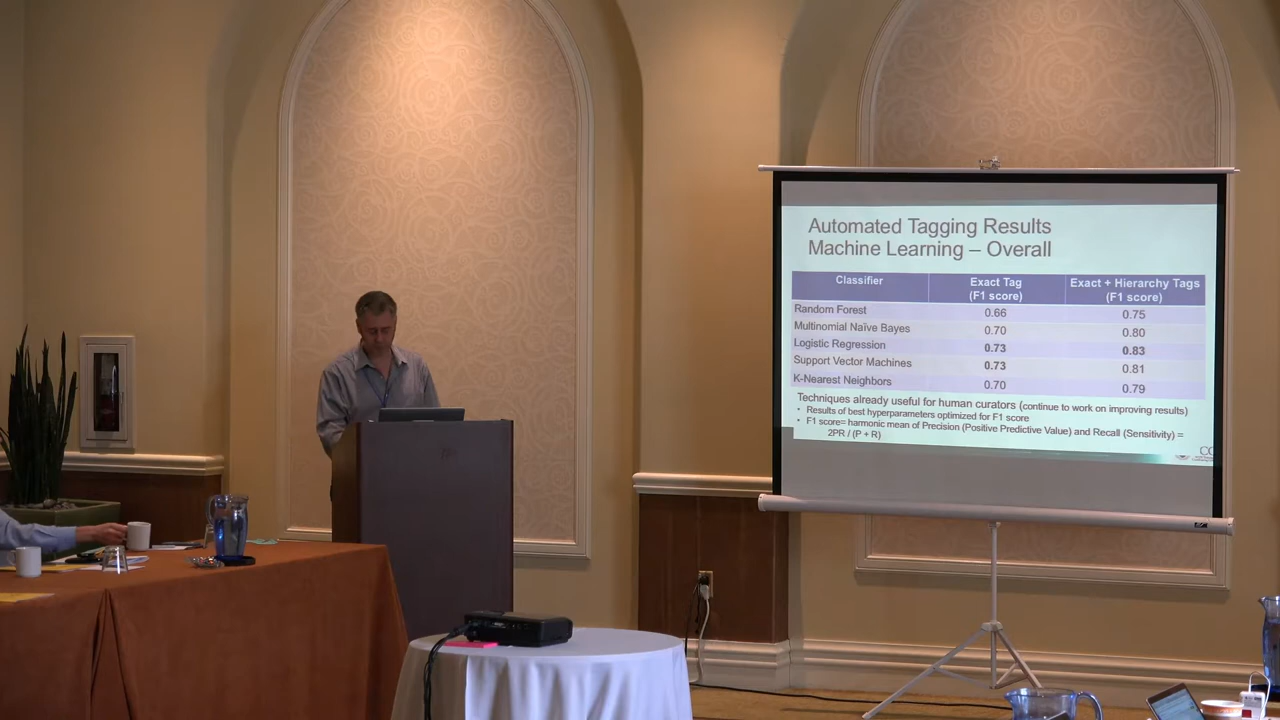 Automated Tagging Results
Machine Learning – Overall
Classifier Exact Tag (F1 score) Exact + Hierarchy Tags (F1 score)
Random Forest 0.66 0.75
Multinomial Naïve Bayes 0.70 0.80
Logistic Regression 0.73 0.83
Support Vector Machines 0.73 0.81
K-Nearest Neighbors 0.70 0.79
Techniques already useful for human curators (continue to work on improving results)
• Results of best hyperparameters optimized for F1 score
• F1 score= harmonic mean of Precision (Positive Predictive Value) and Recall (Sensitivity) =
2PR / (P + R)